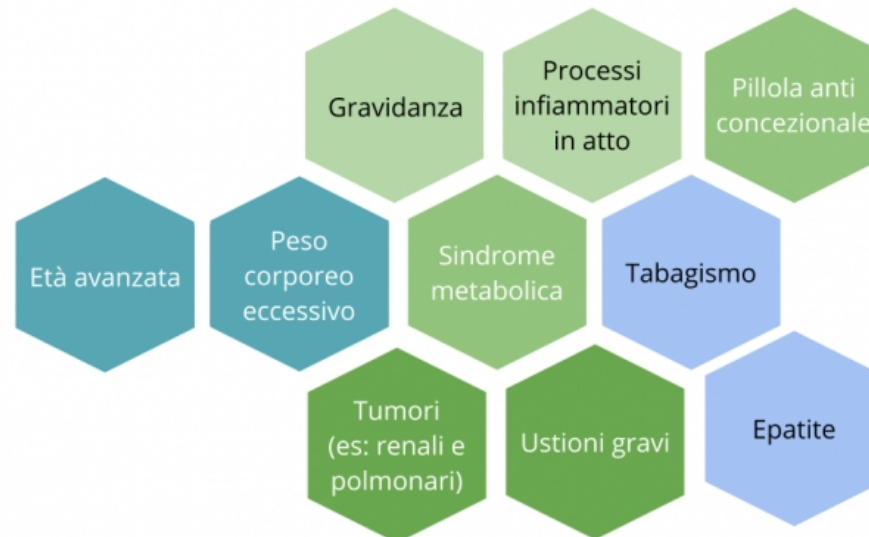 Gravidanza
Processi
infiammatori
in atto
Pillola anti
concezionale
Età avanzata
Peso
corporeo
eccessivo
Sindrome
metabolica
Tabagismo
Tumori
(es: renali e
polmonari)
Ustioni gravi
Epatite